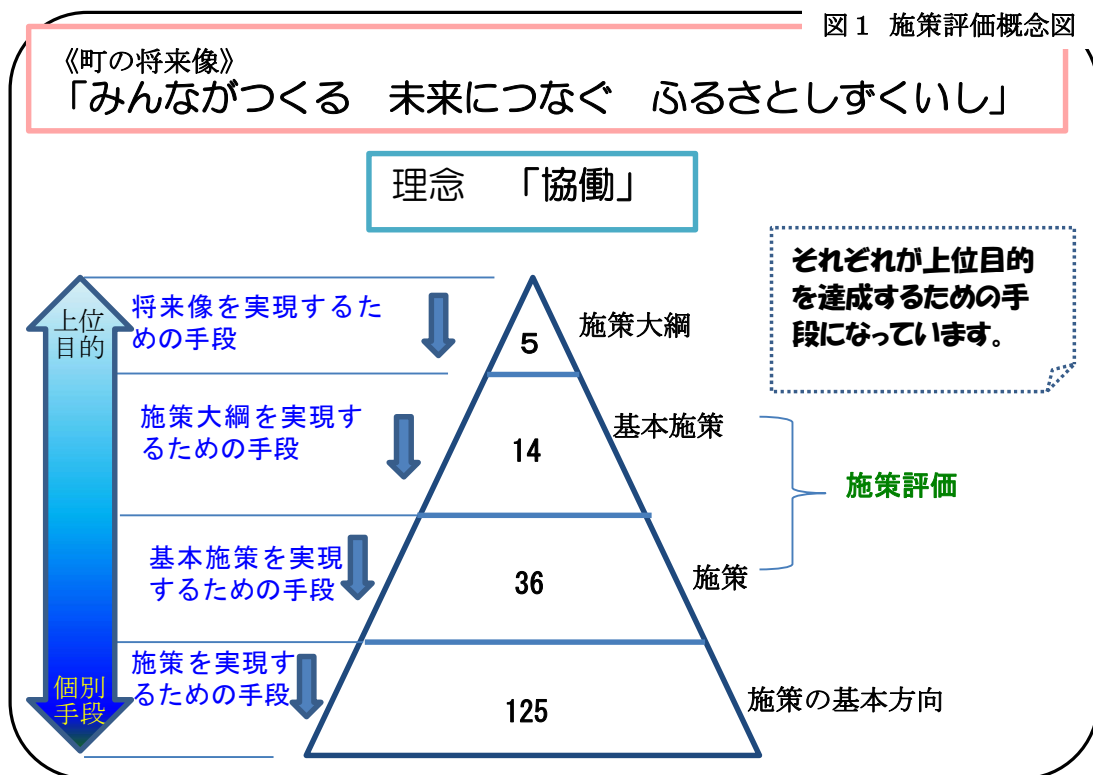 図1 施策評価概念図
《町の将来像》
「みんながつくる 未来につなぐ ふるさとしずくいし」
理念 「協働」
それぞれが上位目的
を達成するための手
段になっています。
上位
目的
将来像を実現するた
めの手段
5
施策大綱
施策大綱を実現す
るための手段
14
基本施策
施策評価
基本施策を実現
するための手段
36
施策
施策を実現す
るための手段
125
施策の基本方向
個別
手段